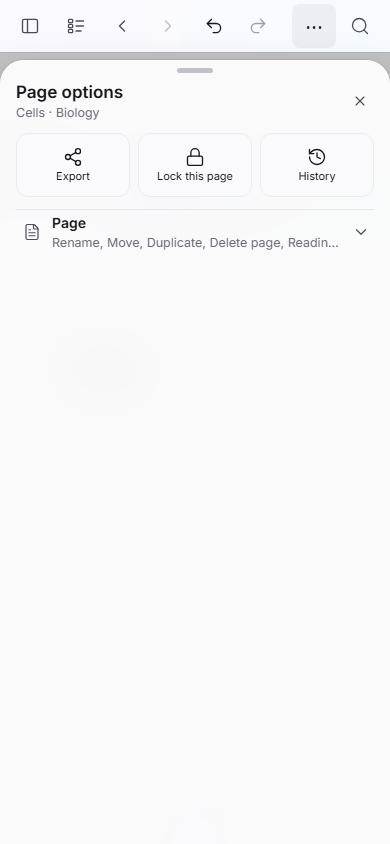 Page options
Cells · Biology
Export
Lock this page
History
Page
Rename, Move, Duplicate, Delete page, Readin...